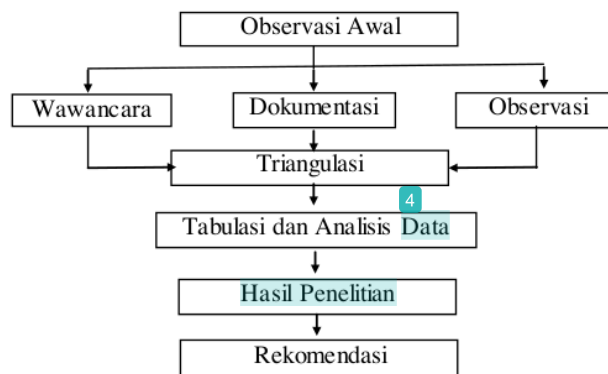 Observasi Awal
Wawancara
Dokumentasi
Observasi
Triangulasi
4
Tabulasi dan Analisis Data
Hasil Penelitian
Rekomendasi